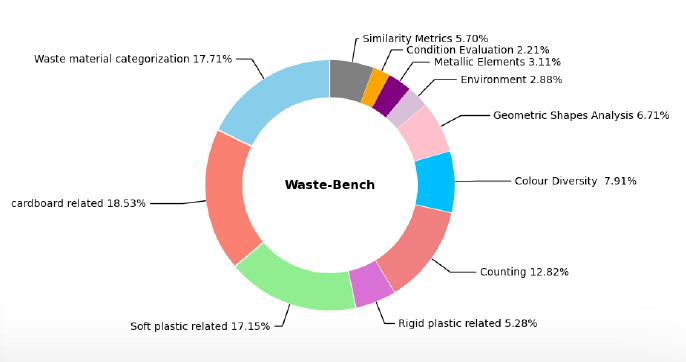 Similarity Metrics 5.70%
Condition Evaluation 2.21%
Waste material categorization 17.71%
Metallic Elements 3.11%
Environment 2.88%
Geometric Shapes Analysis 6.71%
Waste-Bench
Colour Diversity 7.91%
cardboard related 18.53%
Counting 12.82%
Rigid plastic related 5.28%
Soft plastic related 17.15%